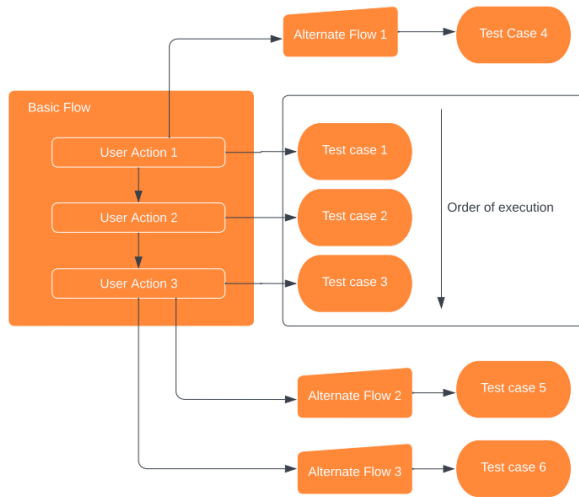 Alternate Flow 1
Test Case 4
Basic Flow
User Action 1
Test case 1
User Action 2
Test case 2
Order of execution
User Action 3
Test case 3
Alternate Flow 2
Test case 5
Alternate Flow 3
Test case 6